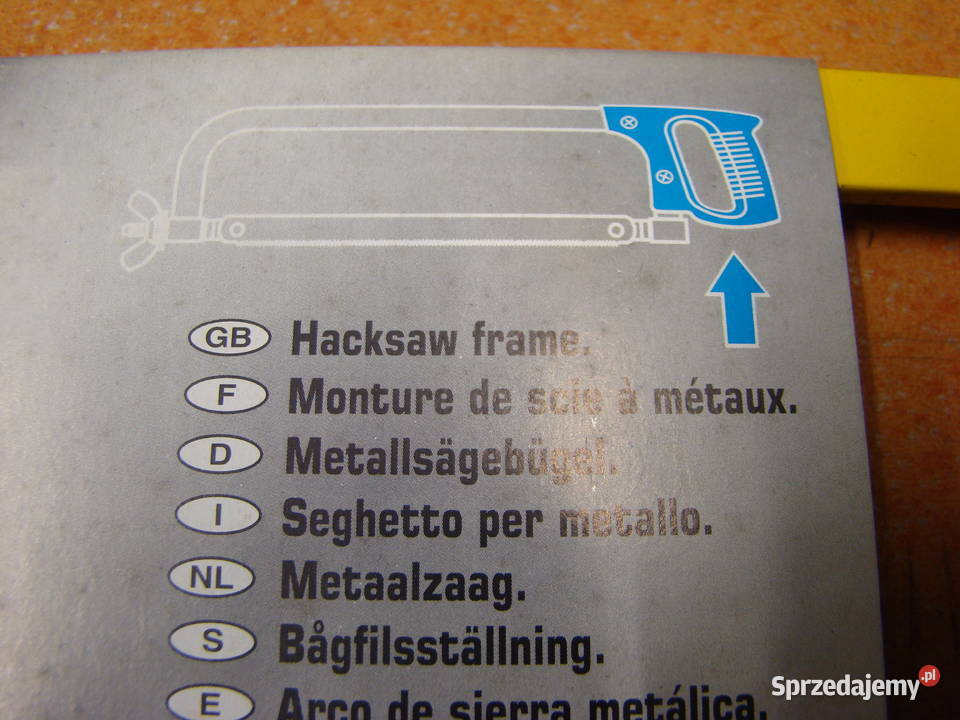 GB Hacksaw frame.
F Monture de scie à métaux.
D Metallsägebügel.
I Seghetto per metallo.
NL Metaalzaag.
S Bågfilsställning.
E Arco de sierra metálica.
Sprzedajemy.pl